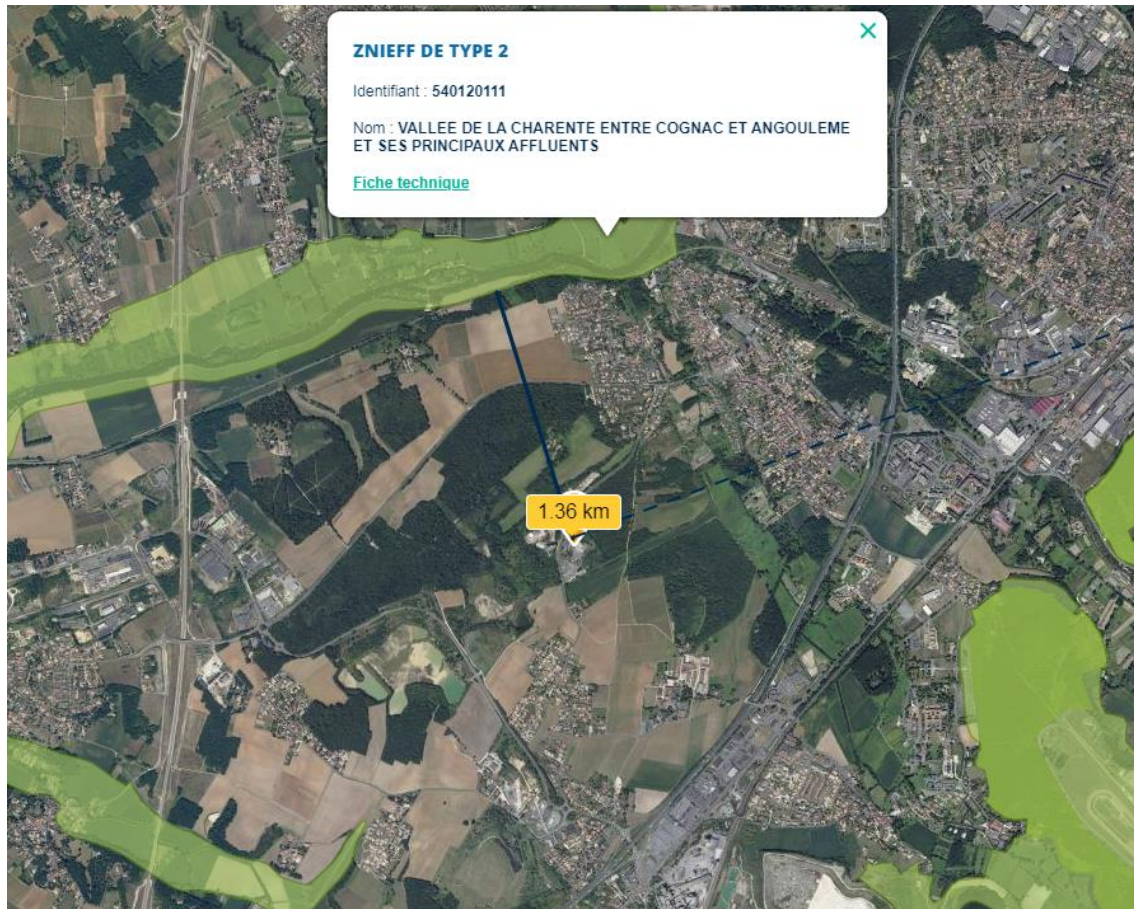 ZNIEFF DE TYPE 2
Identifiant : 540120111
Nom : VALLEE DE LA CHARENTE ENTRE COGNAC ET ANGOULEME
ET SES PRINCIPAUX AFFLUENTS
Fiche technique
1.36 km